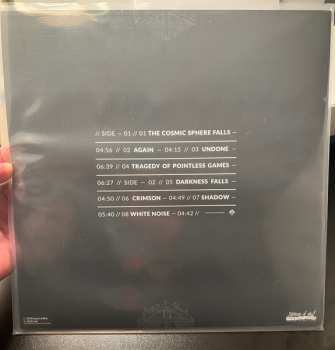 // SIDE — 01 // 01 THE COSMIC SPHERE FALLS —
04:56 // 02 AGAIN — 04:15 // 03 UNDONE —
06:39 // 04 TRAGEDY OF POINTLESS GAMES —
06:27 // SIDE — 02 // 05 DARKNESS FALLS —
04:50 // 06 CRIMSON — 04:49 // 07 SHADOW —
05:40 // 08 WHITE NOISE — 04:42 //